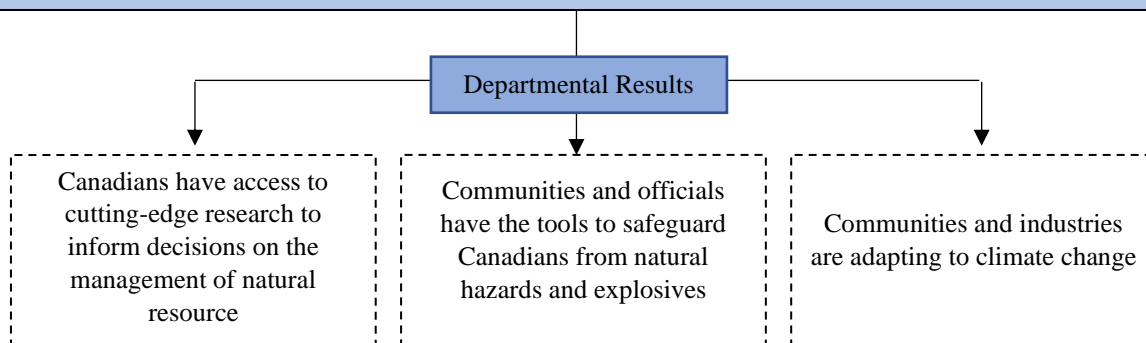 Departmental Results
Canadians have access to
cutting-edge research to
inform decisions on the
management of natural
resource
Communities and officials
have the tools to safeguard
Canadians from natural
hazards and explosives
Communities and industries
are adapting to climate change